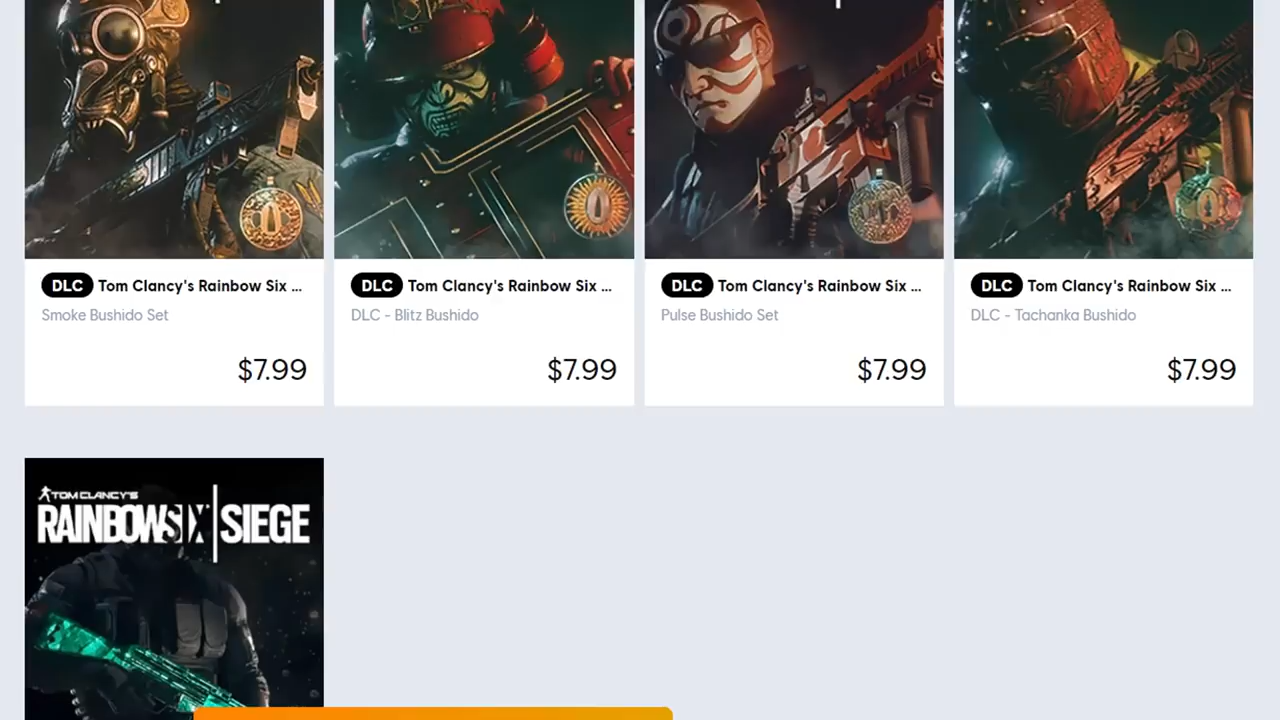 DLC Tom Clancy's Rainbow Six ...
Smoke Bushido Set
$7.99
DLC Tom Clancy's Rainbow Six ...
DLC - Blitz Bushido
$7.99
DLC Tom Clancy's Rainbow Six ...
Pulse Bushido Set
$7.99
DLC Tom Clancy's Rainbow Six ...
DLC - Tachanka Bushido
$7.99
TOM CLANCY'S
RAINBOWSIX|SIEGE